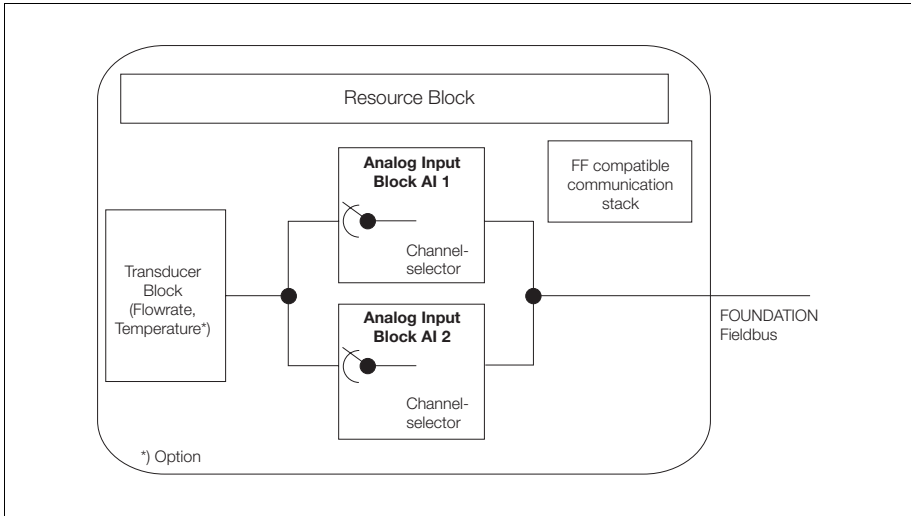 Resource Block
Analog Input
Block AI 1
Channel-
selector
FF compatible
communication
stack
Transducer
Block
(Flowrate,
Temperature*)
Analog Input
Block AI 2
Channel-
selector
FOUNDATION
Fieldbus
*) Option